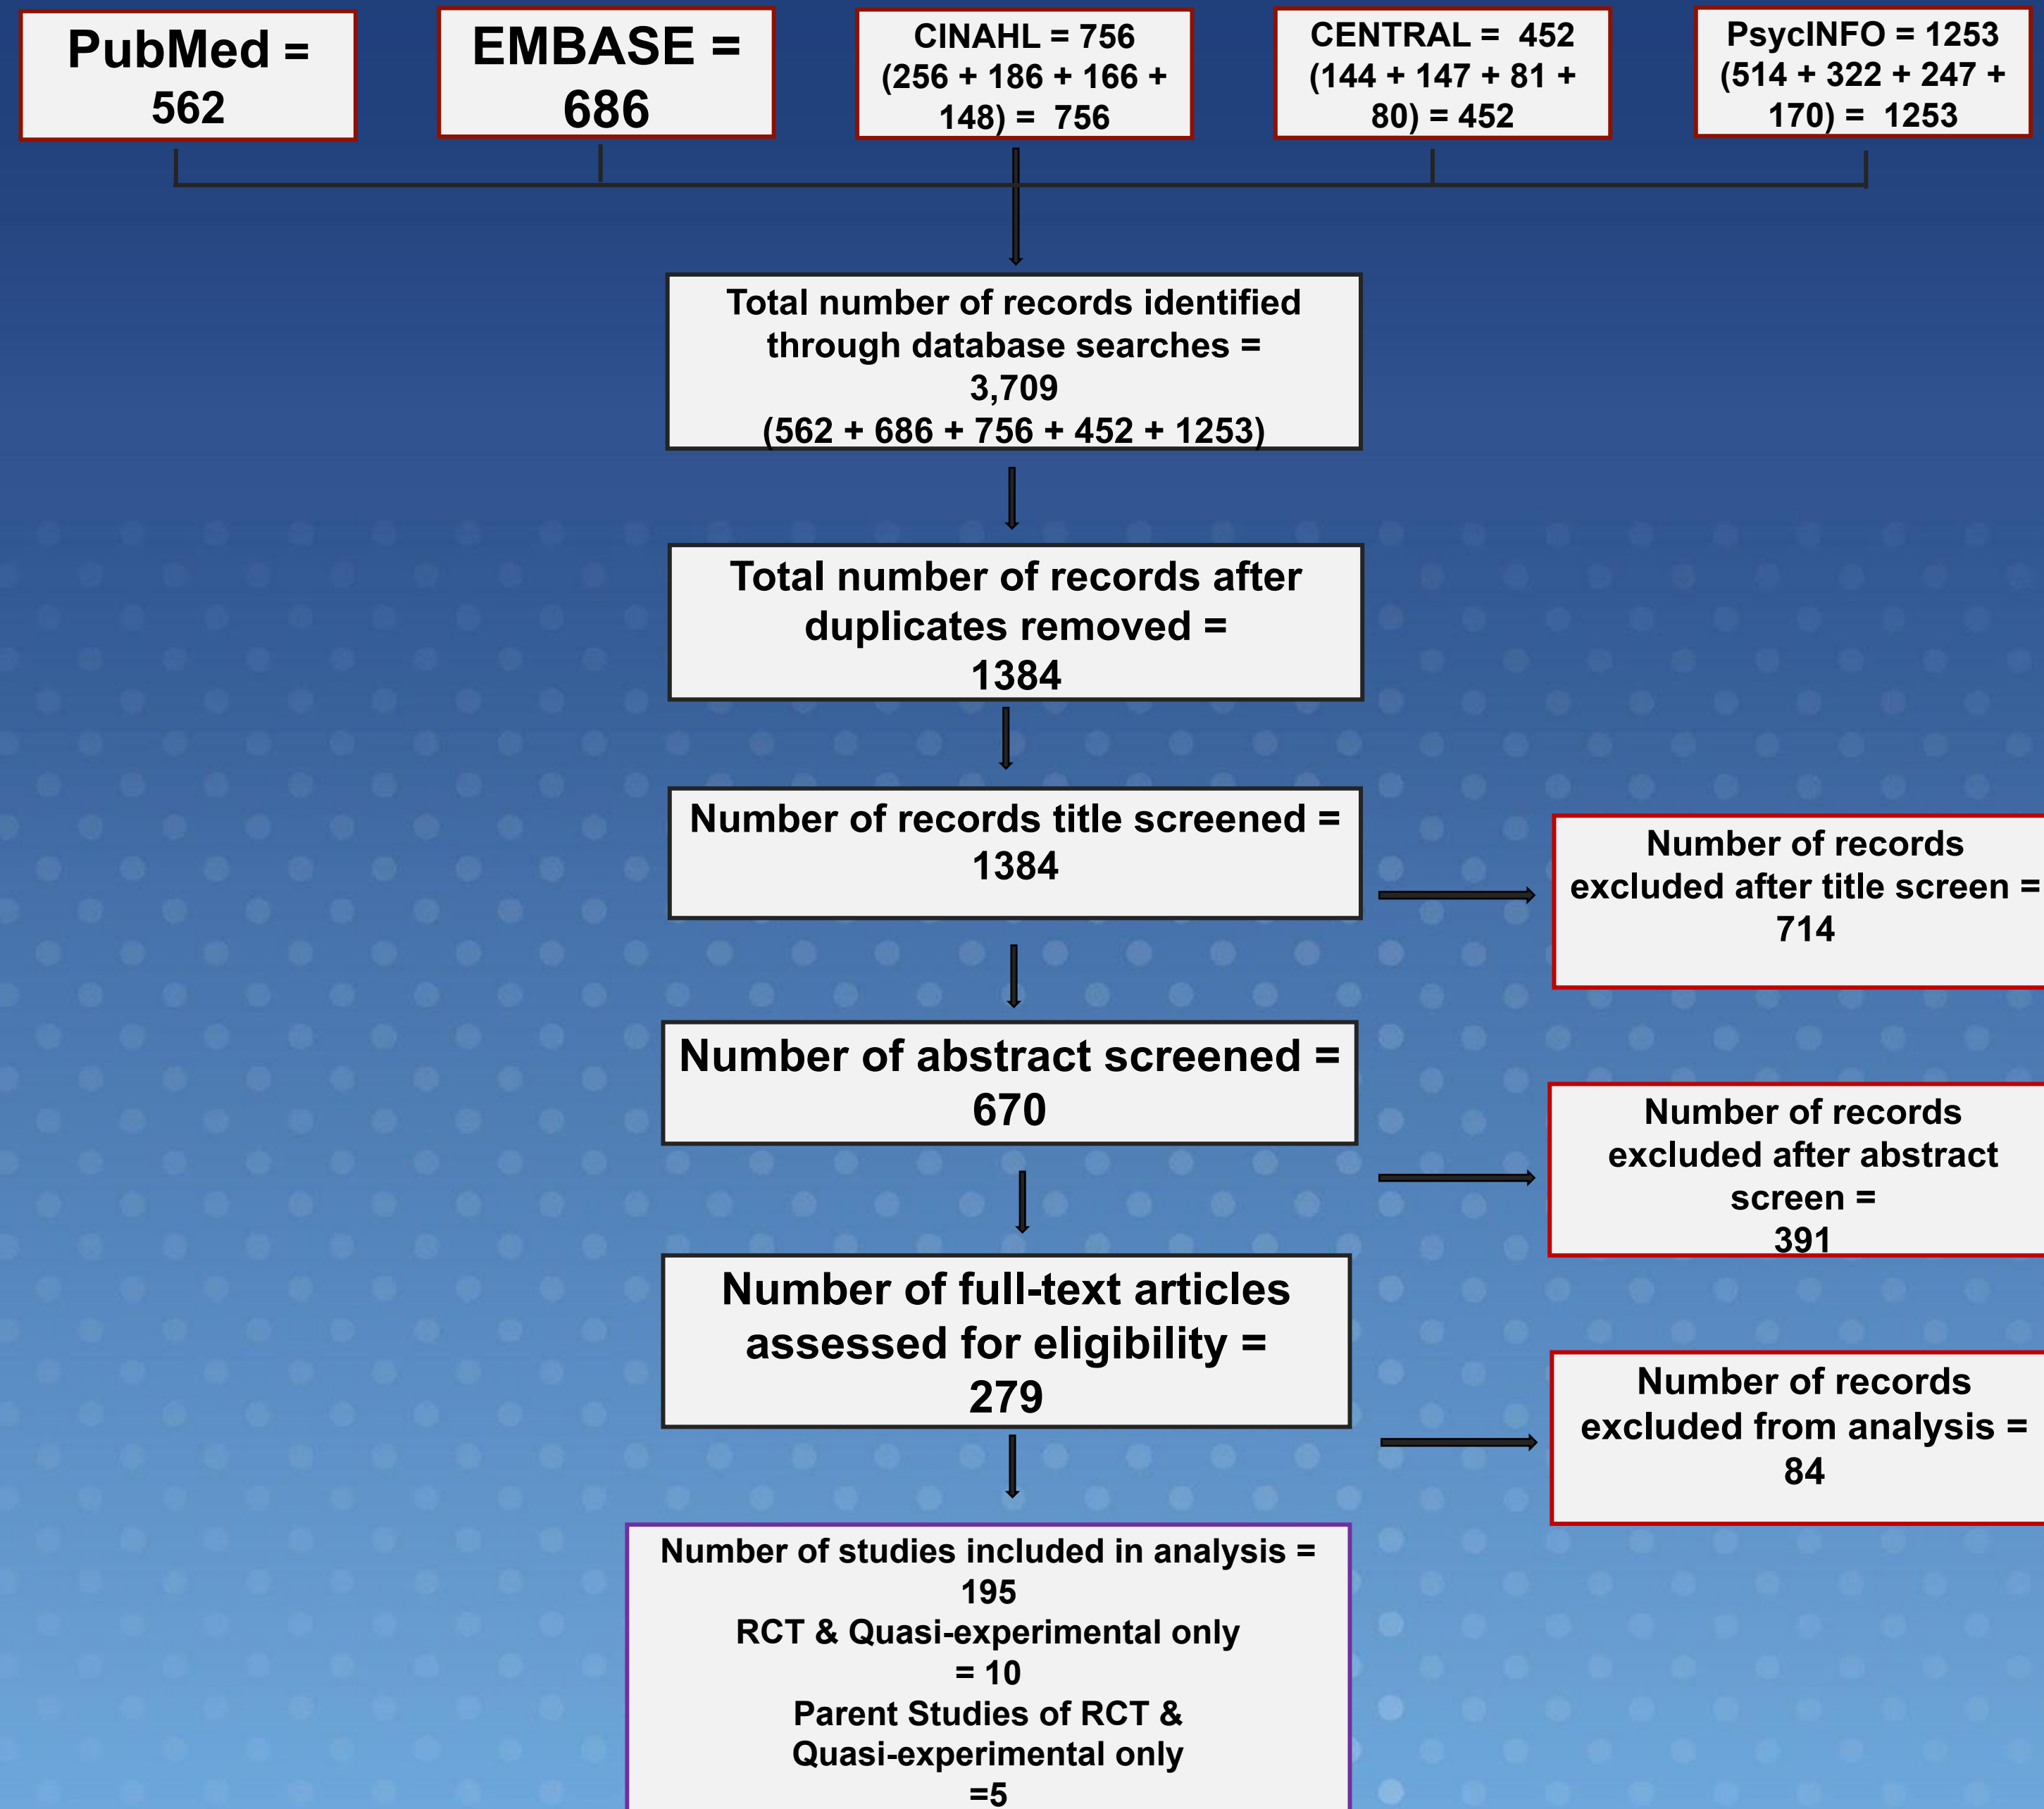 PubMed =
562
EMBASE =
686
CINAHL = 756
(256 + 186 + 166 +
148) = 756
CENTRAL = 452
(144 + 147 + 81 +
80) = 452
PsycINFO = 1253
(514 + 322 + 247 +
170) = 1253
Total number of records identified
through database searches =
3,709
(562 + 686 + 756 + 452 + 1253)
Total number of records after
duplicates removed =
1384
Number of records title screened =
1384
Number of records
excluded after title screen =
714
Number of abstract screened =
670
Number of records
excluded after abstract
screen =
391
Number of full-text articles
assessed for eligibility =
279
Number of records
excluded from analysis =
84
Number of studies included in analysis =
195
RCT & Quasi-experimental only
= 10
Parent Studies of RCT &
Quasi-experimental only
=5